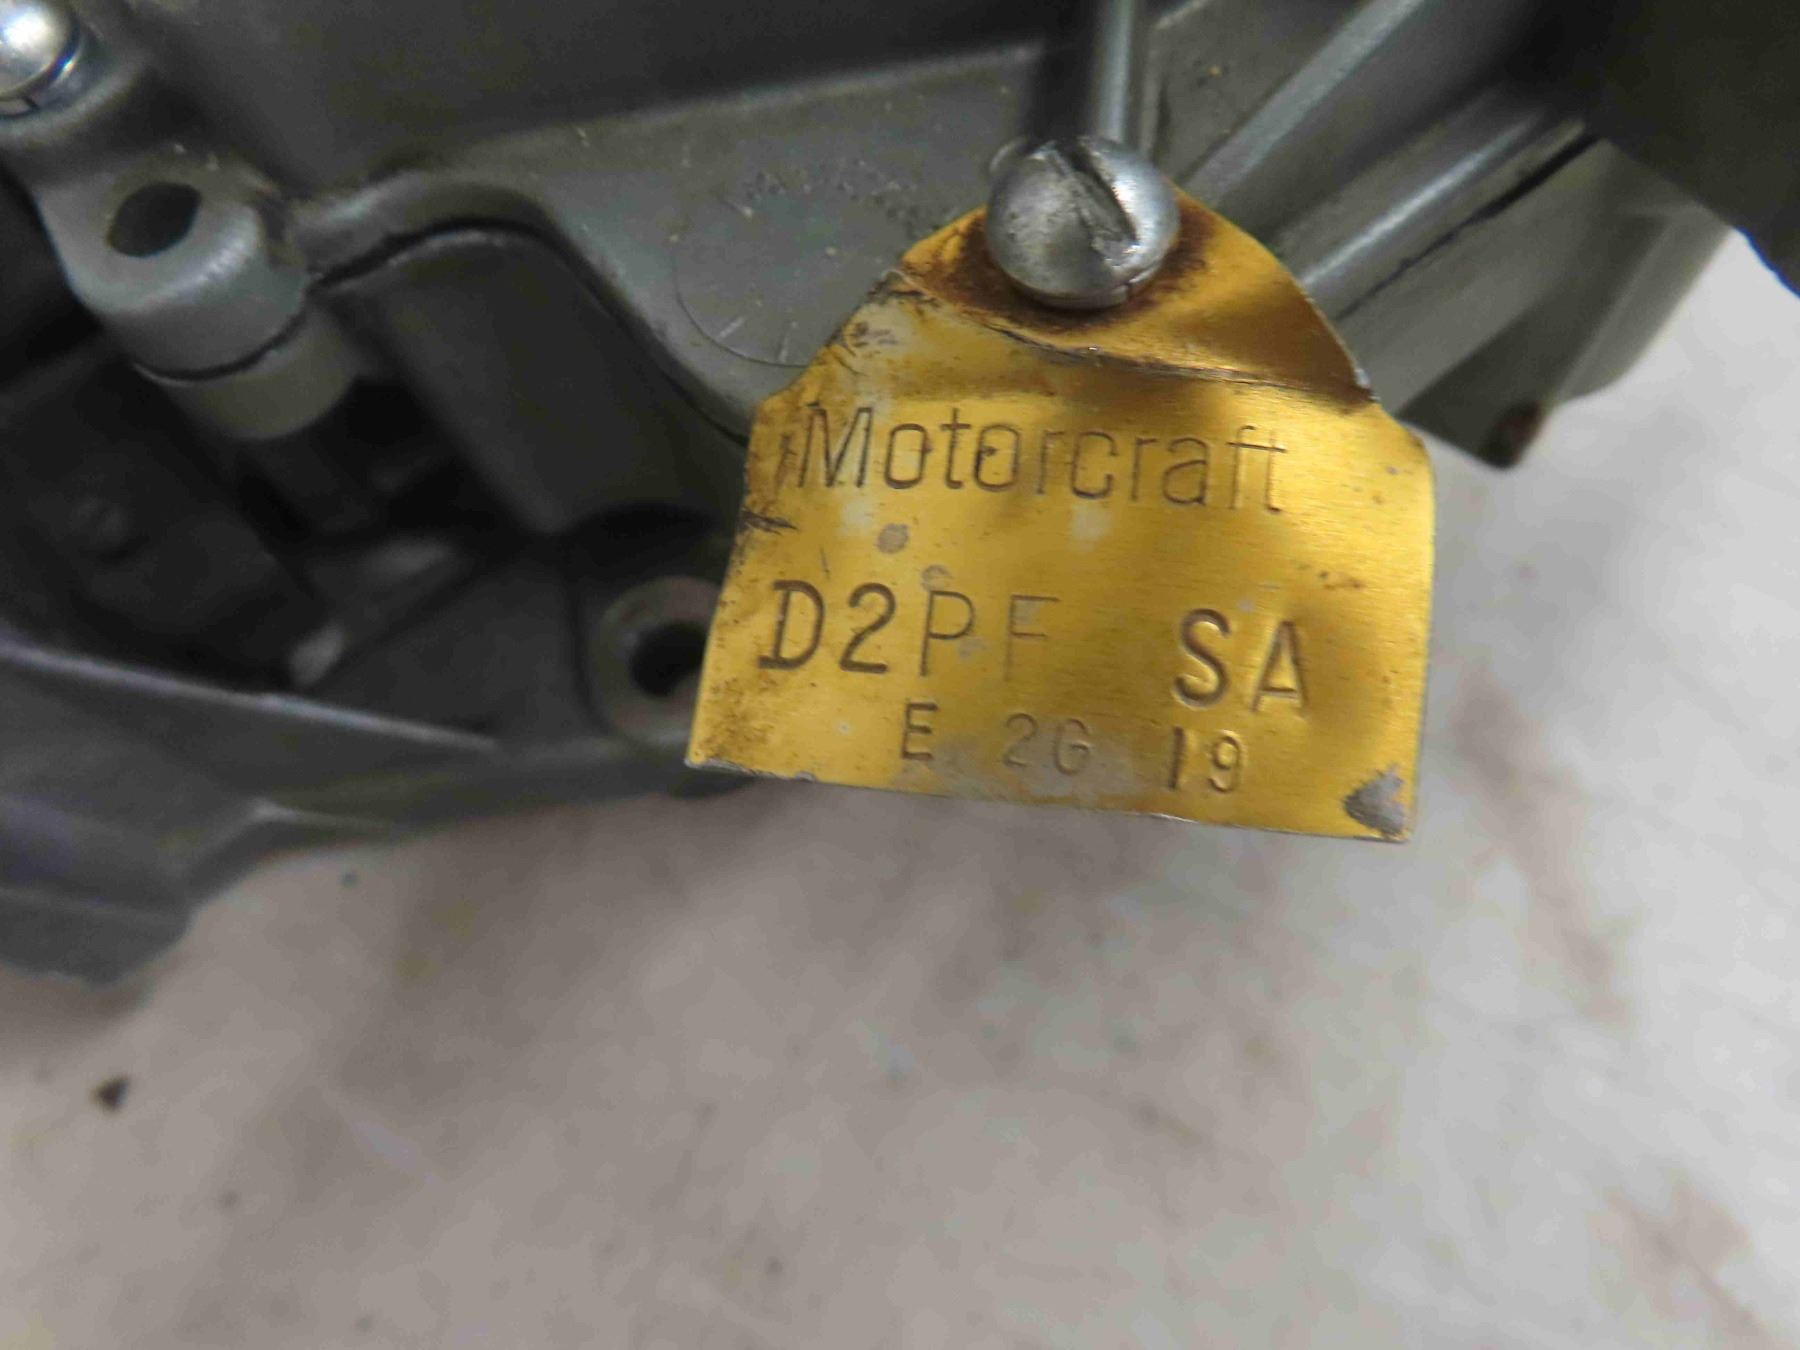 Motorcraft
D2PF SA
E 2G 19